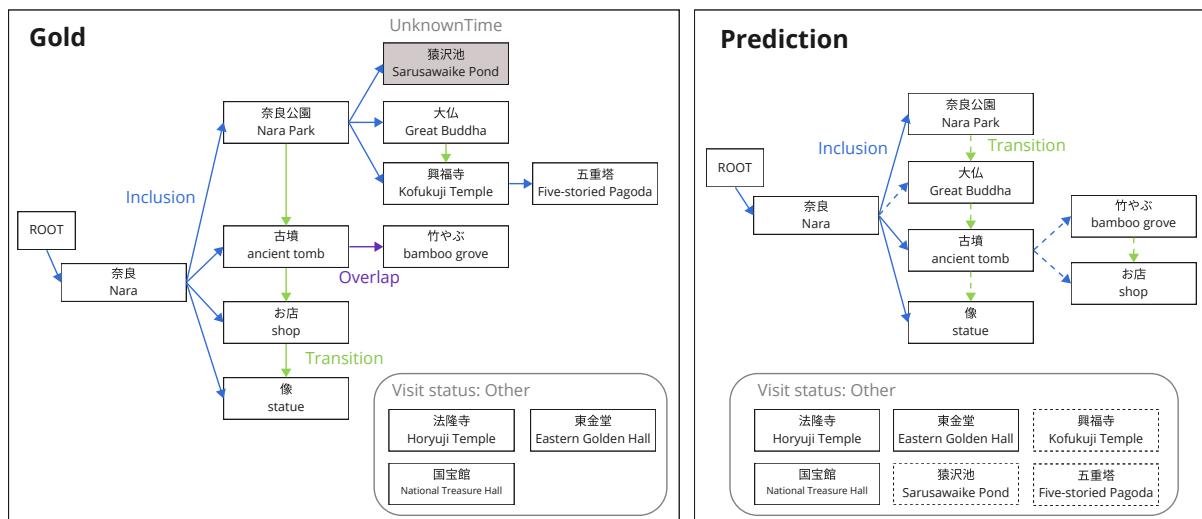 Gold
UnknownTime
猿沢池
Sarusawaike Pond
奈良公園
Nara Park
大仏
Great Buddha
興福寺
Kofukuji Temple
五重塔
Five-storied Pagoda
Inclusion
ROOT
古墳
ancient tomb
竹やぶ
bamboo grove
Overlap
奈良
Nara
お店
shop
Transition
像
statue
Visit status: Other
法隆寺
Horyuji Temple
東金堂
Eastern Golden Hall
国宝館
National Treasure Hall
Prediction
奈良公園
Nara Park
Inclusion
Transition
ROOT
大仏
Great Buddha
奈良
Nara
竹やぶ
bamboo grove
古墳
ancient tomb
お店
shop
像
statue
Visit status: Other
法隆寺
Horyuji Temple
東金堂
Eastern Golden Hall
興福寺
Kofukuji Temple
国宝館
National Treasure Hall
猿沢池
Sarusawaike Pond
五重塔
Five-storied Pagoda